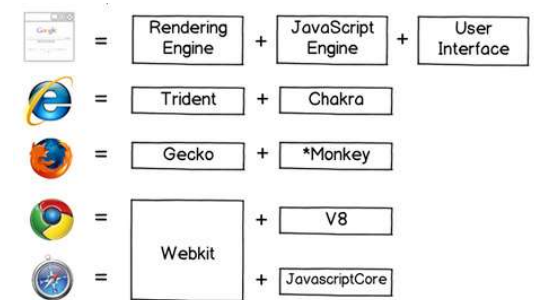 Google
=
Rendering
Engine
+
JavaScript
Engine
+
User
Interface
=
Trident
+
Chakra
=
Gecko
+
*Monkey
=
Webkit
+
V8
=
+
JavascriptCore